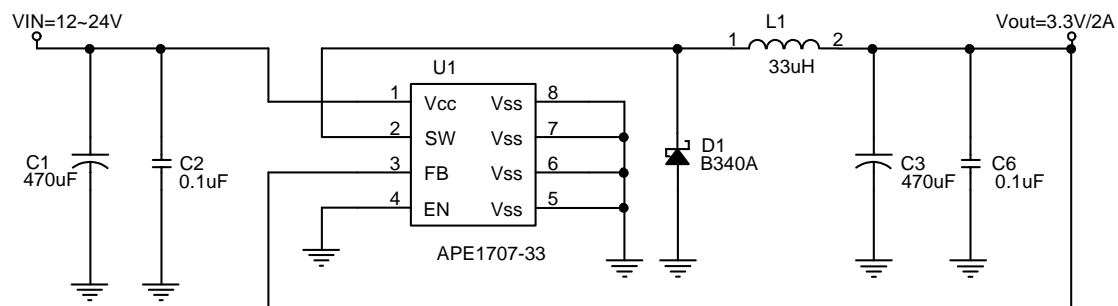 VIN=12~24V
Vout=3.3V/2A
L1
1 2
33uH
U1
1 Vcc Vss 8
2 SW Vss 7
3 FB Vss 6
4 EN Vss 5
APE1707-33
C1
470uF
C2
0.1uF
D1
B340A
C3
470uF
C6
0.1uF